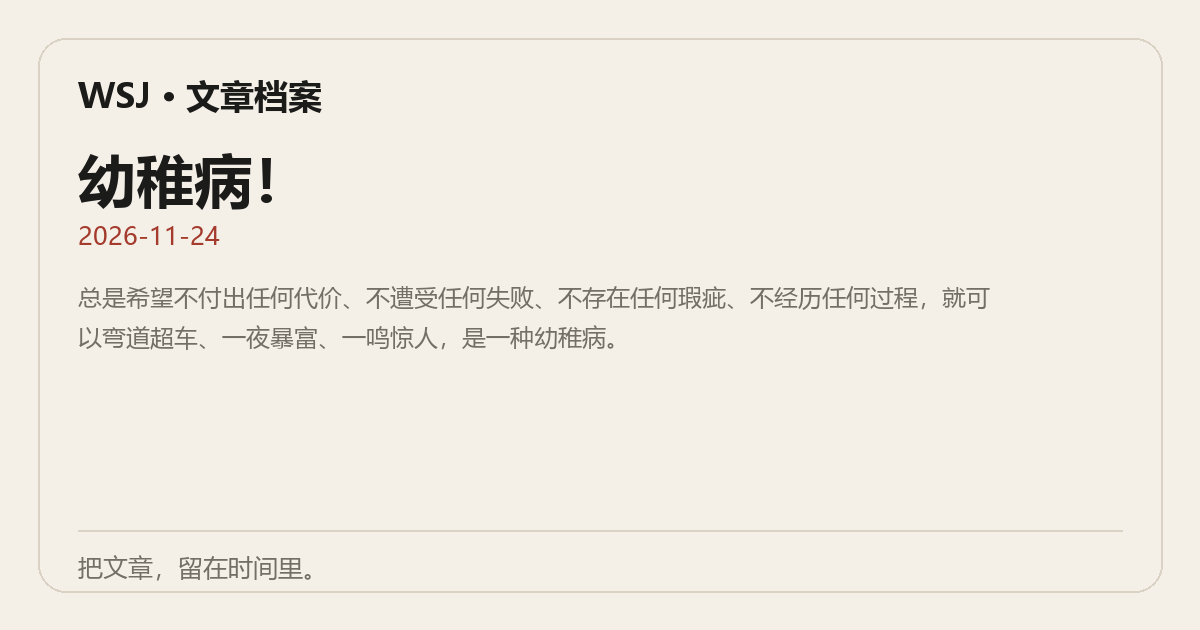 WSJ · 文章档案
幼稚病！
2026-11-24
总是希望不付出任何代价、不遭受任何失败、不存在任何瑕疵、不经历任何过程，就可
以弯道超车、一夜暴富、一鸣惊人，是一种幼稚病。
把文章，留在时间里。